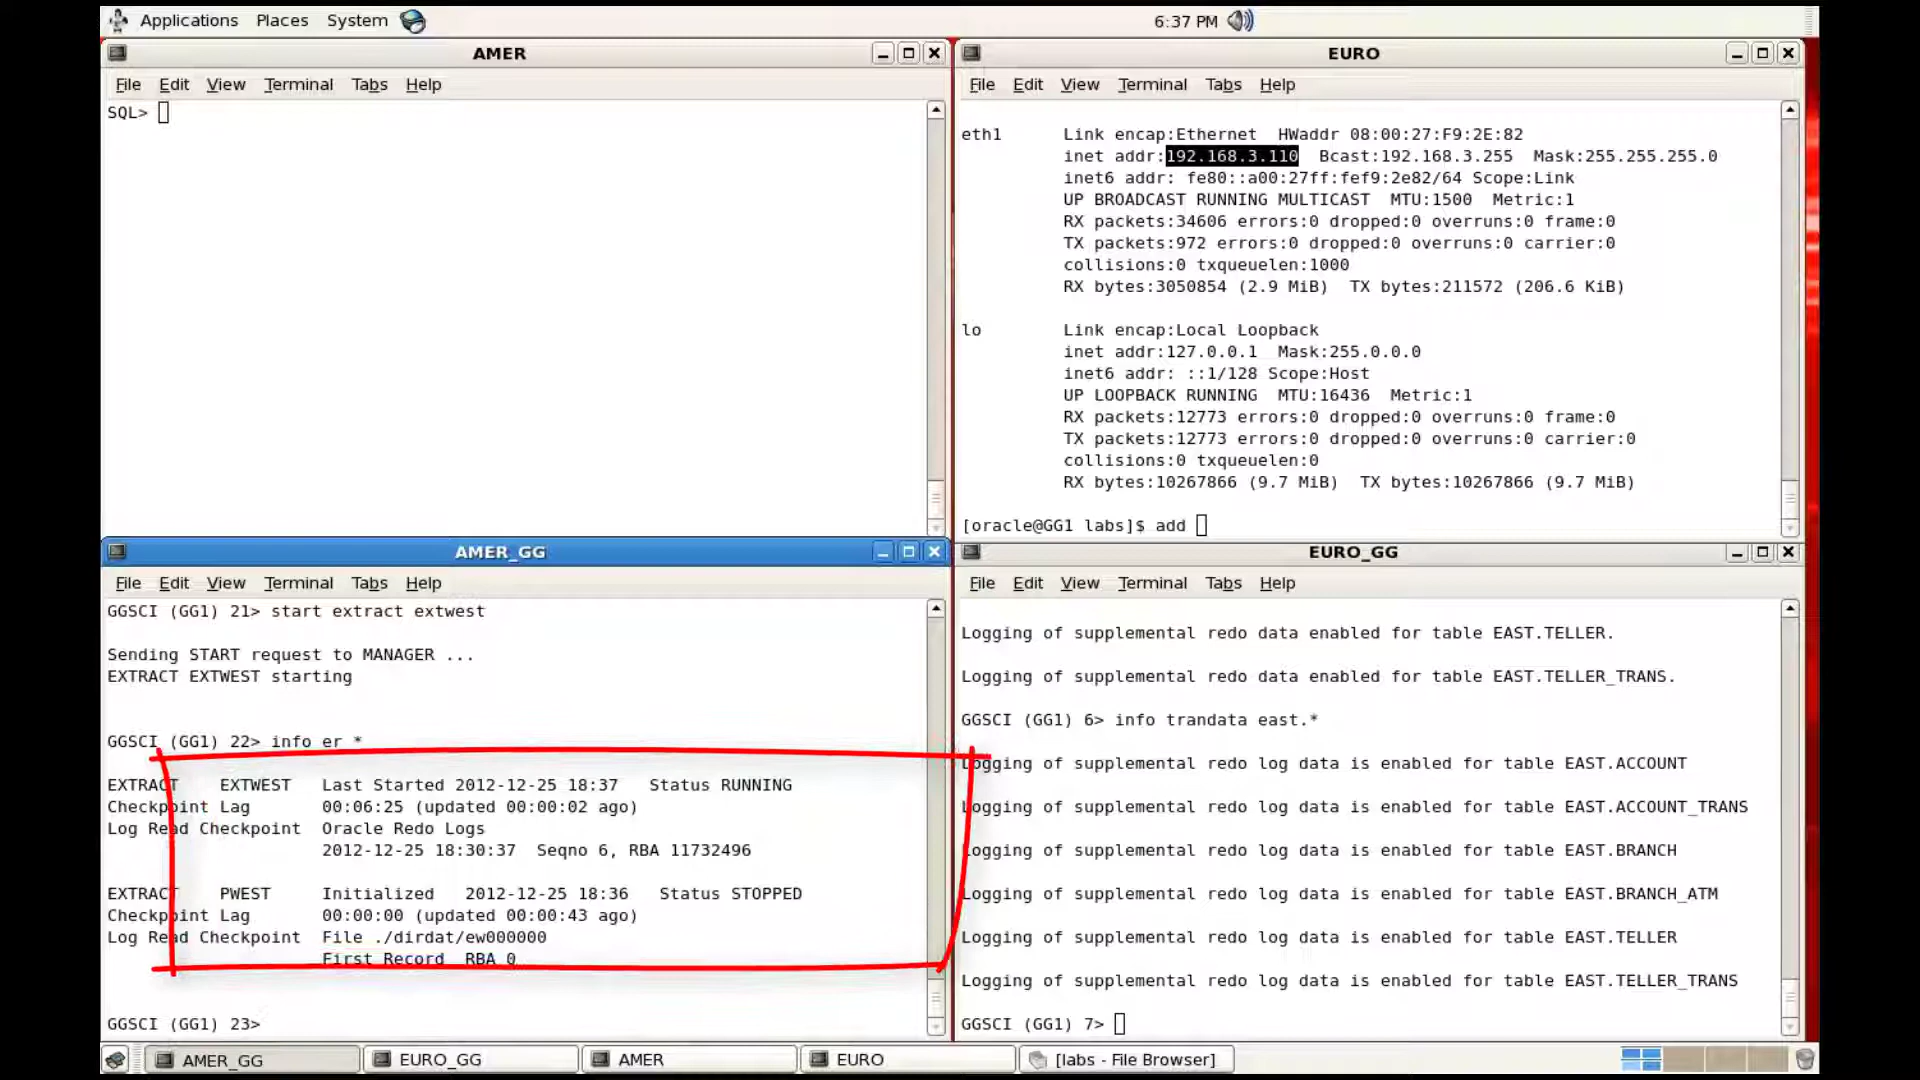 Applications Places System
6:37 PM
AMER
File Edit View Terminal Tabs Help
SQL>
EURO
File Edit View Terminal Tabs Help
eth1 Link encap:Ethernet HWaddr 08:00:27:F9:2E:82
inet addr:192.168.3.110 Bcast:192.168.3.255 Mask:255.255.255.0
inet6 addr: fe80::a00:27ff:fef9:2e82/64 Scope:Link
UP BROADCAST RUNNING MULTICAST MTU:1500 Metric:1
RX packets:34606 errors:0 dropped:0 overruns:0 frame:0
TX packets:972 errors:0 dropped:0 overruns:0 carrier:0
collisions:0 txqueuelen:1000
RX bytes:3050854 (2.9 MiB) TX bytes:211572 (206.6 KiB)
lo Link encap:Local Loopback
inet addr:127.0.0.1 Mask:255.0.0.0
inet6 addr: ::1/128 Scope:Host
UP LOOPBACK RUNNING MTU:16436 Metric:1
RX packets:12773 errors:0 dropped:0 overruns:0 frame:0
TX packets:12773 errors:0 dropped:0 overruns:0 carrier:0
collisions:0 txqueuelen:0
RX bytes:10267866 (9.7 MiB) TX bytes:10267866 (9.7 MiB)
[oracle@GG1 labs]$ add
AMER_GG
File Edit View Terminal Tabs Help
GGSCI (GG1) 21> start extract extwest
Sending START request to MANAGER ...
EXTRACT EXTWEST starting
GGSCI (GG1) 22> info er *
EXTRACT EXTWEST Last Started 2012-12-25 18:37 Status RUNNING
Checkpoint Lag 00:06:25 (updated 00:00:02 ago)
Log Read Checkpoint Oracle Redo Logs
2012-12-25 18:30:37 Seqno 6, RBA 11732496
EXTRACT PWEST Initialized 2012-12-25 18:36 Status STOPPED
Checkpoint Lag 00:00:00 (updated 00:00:43 ago)
Log Read Checkpoint File ./dirdat/ew000000
First Record RBA 0
GGSCI (GG1) 23>
EURO_GG
File Edit View Terminal Tabs Help
Logging of supplemental redo data enabled for table EAST.TELLER.
Logging of supplemental redo data enabled for table EAST.TELLER_TRANS.
GGSCI (GG1) 6> info trandata east.*
Logging of supplemental redo log data is enabled for table EAST.ACCOUNT
Logging of supplemental redo log data is enabled for table EAST.ACCOUNT_TRANS
Logging of supplemental redo log data is enabled for table EAST.BRANCH
Logging of supplemental redo log data is enabled for table EAST.BRANCH_ATM
Logging of supplemental redo log data is enabled for table EAST.TELLER
Logging of supplemental redo log data is enabled for table EAST.TELLER_TRANS
GGSCI (GG1) 7>
AMER_GG
EURO_GG
AMER
EURO
[labs - File Browser]